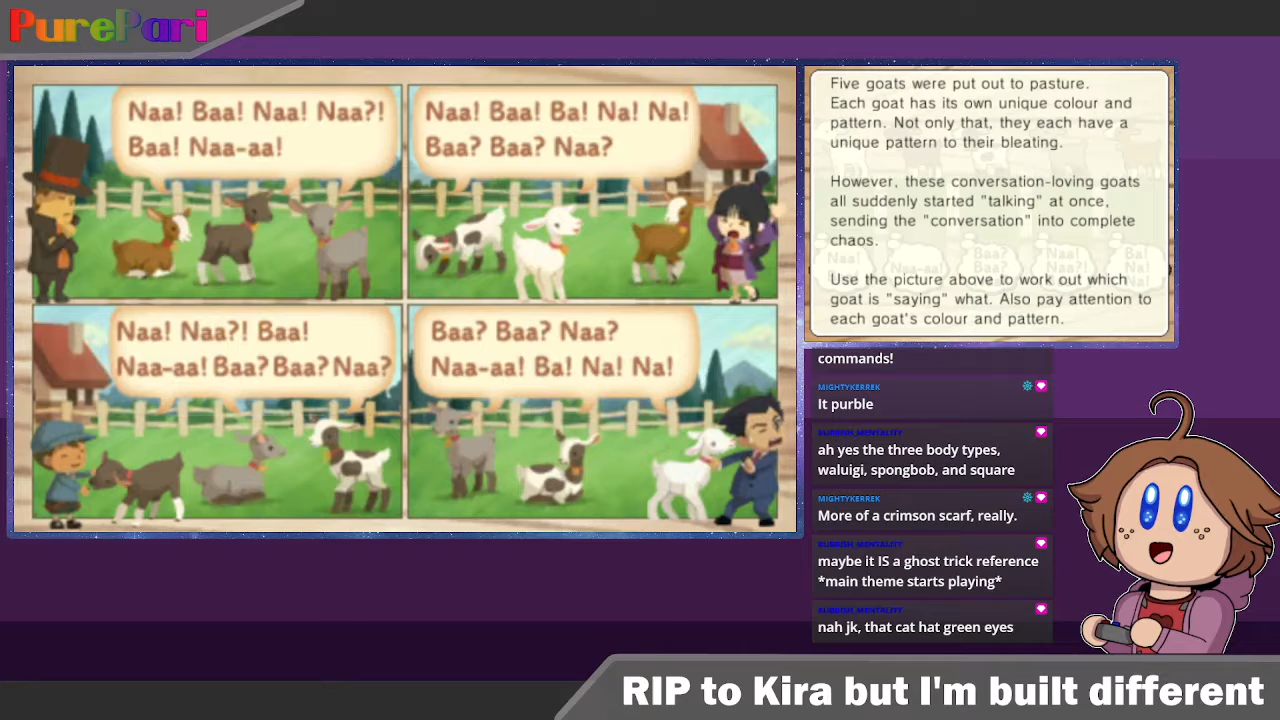 PurePari
Naa! Baa! Naa! Naa?!
Baa! Naa-aa!
Naa! Baa! Ba! Na! Na!
Baa? Baa? Naa?
Naa! Naa?! Baa!
Naa-aa! Baa? Baa? Naa?
Baa? Baa? Naa?
Naa-aa! Ba! Na! Na!
Five goats were put out to pasture.
Each goat has its own unique colour and
pattern. Not only that, they each have a
unique pattern to their bleating.
However, these conversation-loving goats
all suddenly started "talking" at once,
sending the "conversation" into complete
chaos.
Use the picture above to work out which
goat is "saying" what. Also pay attention to
each goat's colour and pattern.
commands!
MIGHTYKERREK
It purble
RUBBISH_MENTALITY
ah yes the three body types,
waluigi, spongbob, and square
MIGHTYKERREK
More of a crimson scarf, really.
RUBBISH_MENTALITY
maybe it IS a ghost trick reference
*main theme starts playing*
RUBBISH_MENTALITY
nah jk, that cat hat green eyes
RIP to Kira but I'm built different